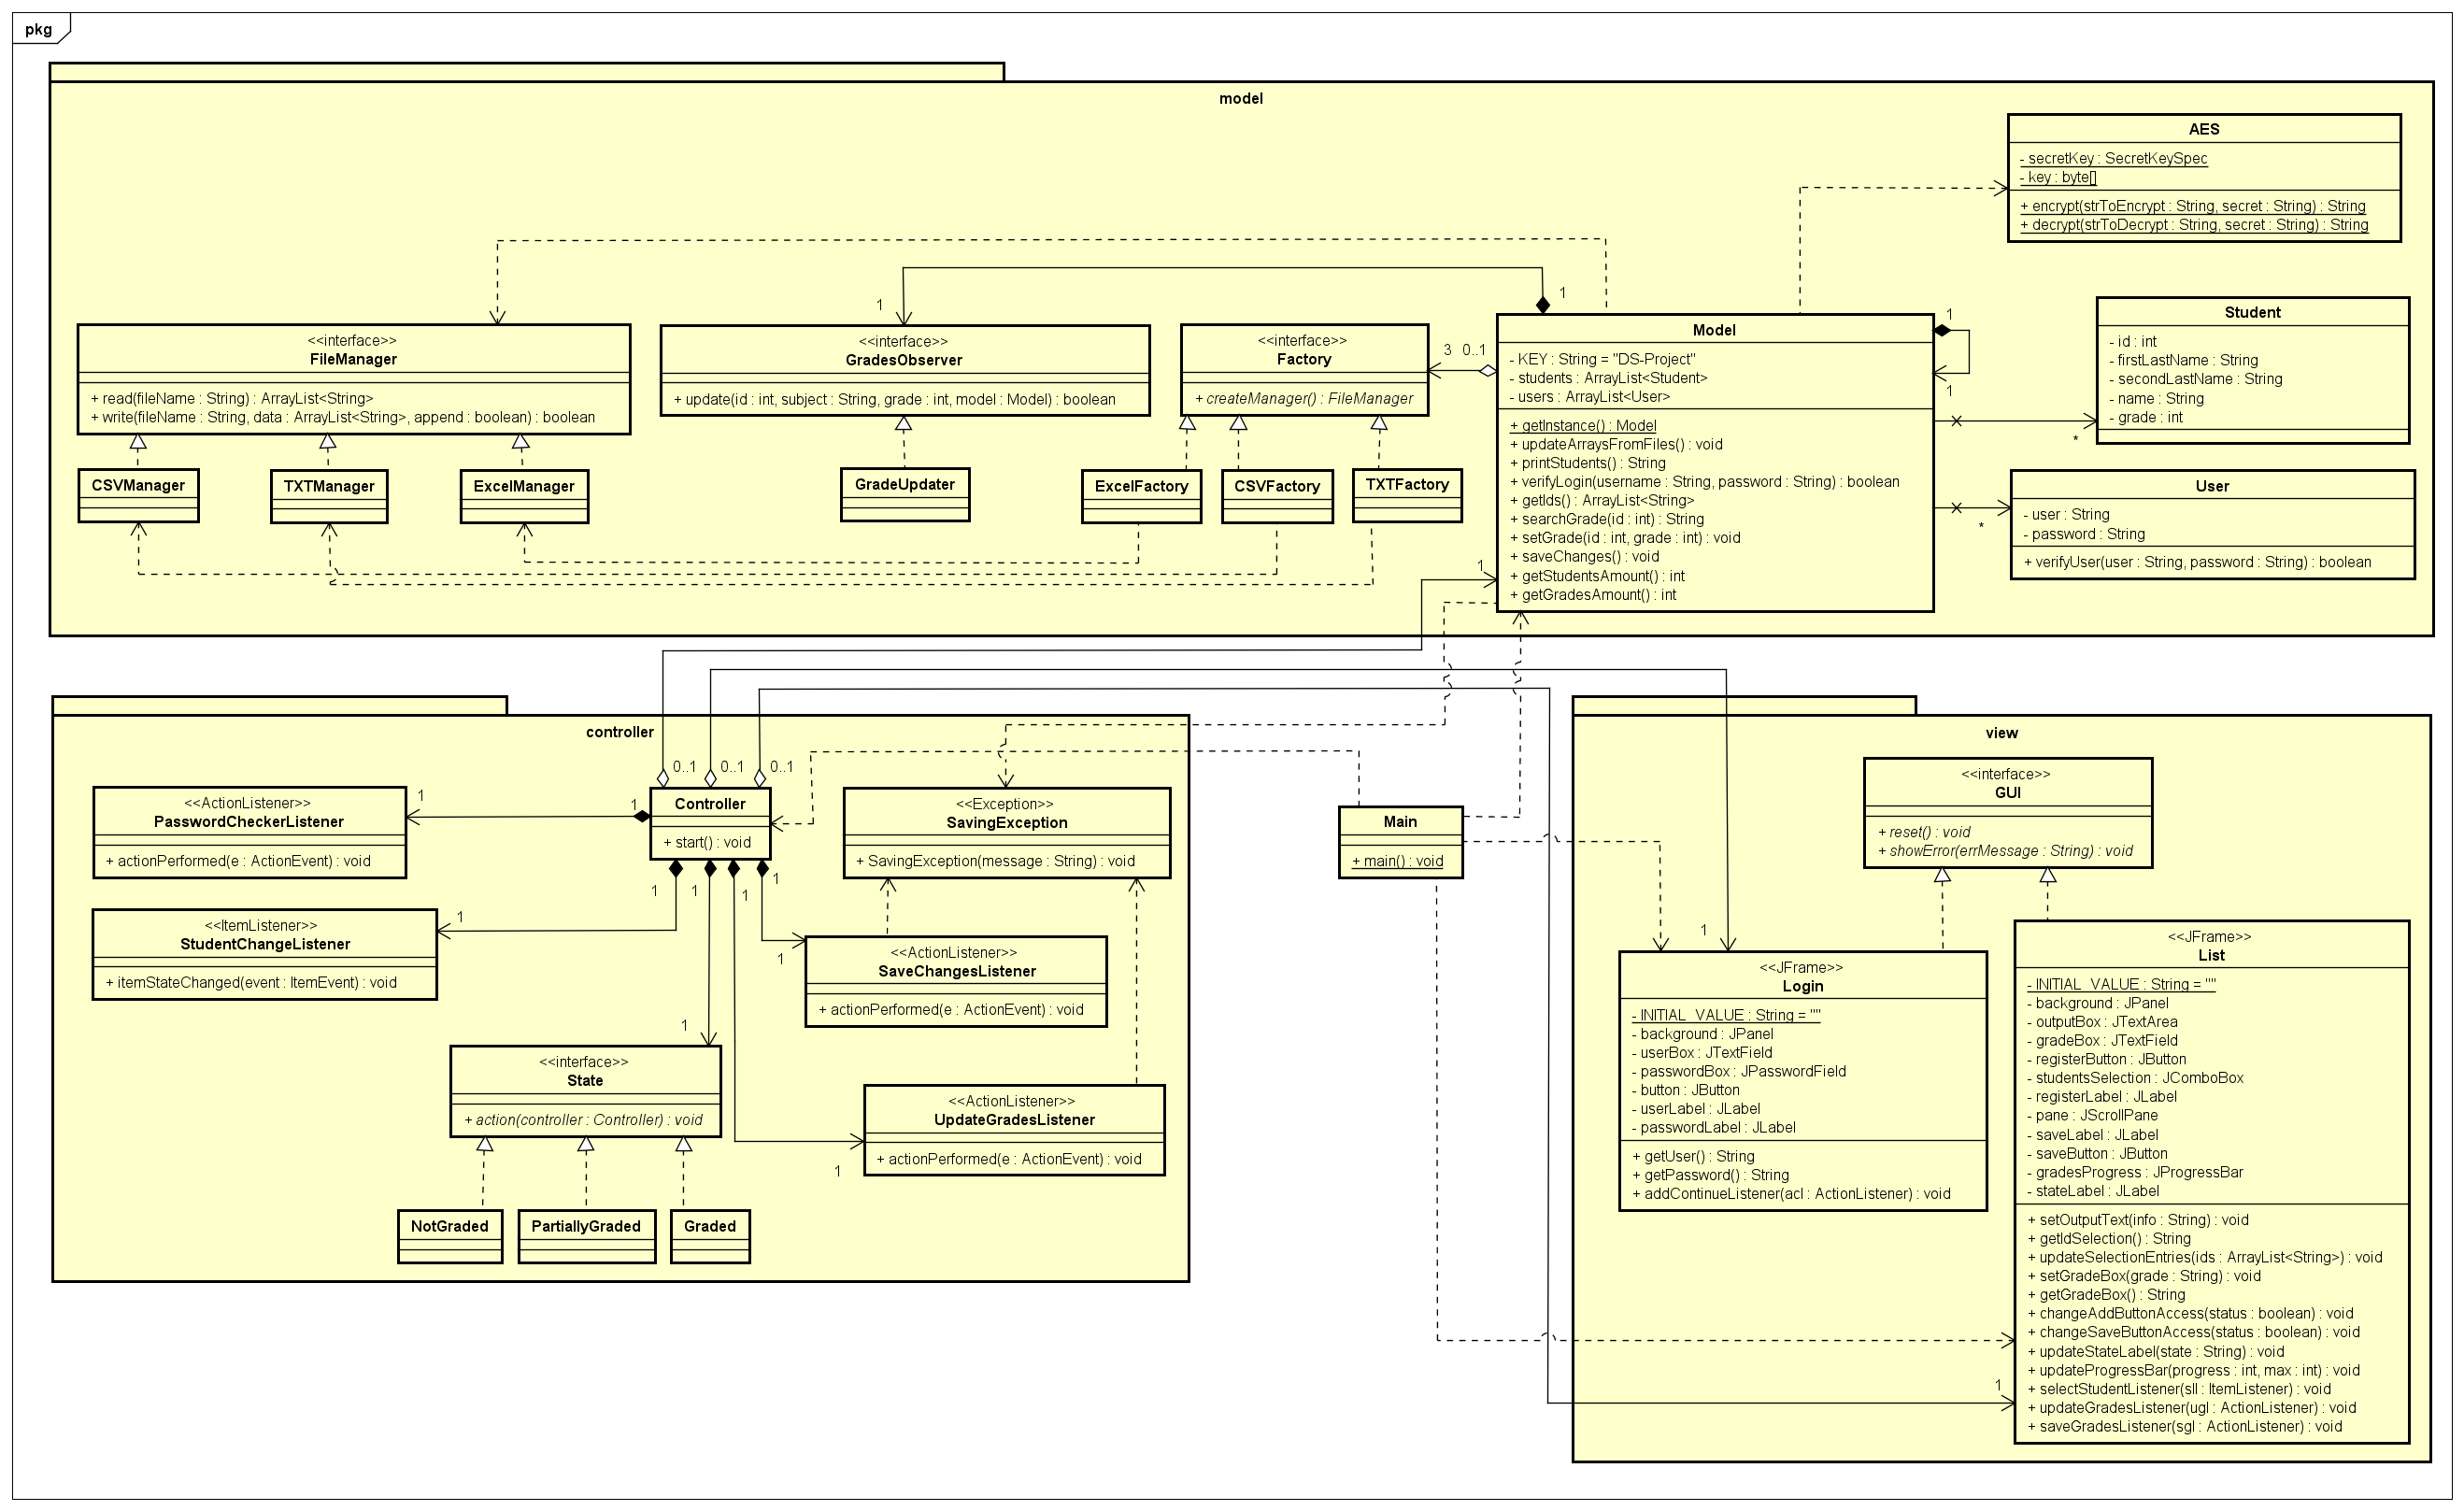 pkg
model
AES
- secretKey : SecretKeySpec
- key : byte[]
+ encrypt(strToEncrypt : String, secret : String) : String
+ decrypt(strToDecrypt : String, secret : String) : String
<<interface>>
FileManager
+ read(fileName : String) : ArrayList<String>
+ write(fileName : String, data : ArrayList<String>, append : boolean) : boolean
1
<<interface>>
GradesObserver
+ update(id : int, subject : String, grade : int, model : Model) : boolean
<<interface>>
Factory
+ createManager() : FileManager
3 0..1
1
Model
- KEY : String = "DS-Project"
- students : ArrayList<Student>
- users : ArrayList<User>
+ getInstance() : Model
+ updateArraysFromFiles() : void
+ printStudents() : String
+ verifyLogin(username : String, password : String) : boolean
+ getIds() : ArrayList<String>
+ searchGrade(id : int) : String
+ setGrade(id : int, grade : int) : void
+ saveChanges() : void
+ getStudentsAmount() : int
+ getGradesAmount() : int
1
1
1
Student
- id : int
- firstLastName : String
- secondLastName : String
- name : String
- grade : int
*
User
- user : String
- password : String
+ verifyUser(user : String, password : String) : boolean
*
CSVManager
TXTManager
ExcelManager
GradeUpdater
ExcelFactory
CSVFactory
TXTFactory
controller
0..1
0..1
0..1
<<ActionListener>>
PasswordCheckerListener
+ actionPerformed(e : ActionEvent) : void
1
1
Controller
+ start() : void
1
1
1
1
<<Exception>>
SavingException
+ SavingException(message : String) : void
<<ItemListener>>
StudentChangeListener
+ itemStateChanged(event : ItemEvent) : void
1
<<ActionListener>>
SaveChangesListener
+ actionPerformed(e : ActionEvent) : void
1
<<interface>>
State
+ action(controller : Controller) : void
1
<<ActionListener>>
UpdateGradesListener
+ actionPerformed(e : ActionEvent) : void
1
NotGraded
PartiallyGraded
Graded
Main
+ main() : void
view
<<interface>>
GUI
+ reset() : void
+ showError(errMessage : String) : void
1
<<JFrame>>
Login
- INITIAL_VALUE : String = ""
- background : JPanel
- userBox : JTextField
- passwordBox : JPasswordField
- button : JButton
- userLabel : JLabel
- passwordLabel : JLabel
+ getUser() : String
+ getPassword() : String
+ addContinueListener(acl : ActionListener) : void
<<JFrame>>
List
- INITIAL_VALUE : String = ""
- background : JPanel
- outputBox : JTextArea
- gradeBox : JTextField
- registerButton : JButton
- studentsSelection : JComboBox
- registerLabel : JLabel
- pane : JScrollPane
- saveLabel : JLabel
- saveButton : JButton
- gradesProgress : JProgressBar
- stateLabel : JLabel
+ setOutputText(info : String) : void
+ getIdSelection() : String
+ updateSelectionEntries(ids : ArrayList<String>) : void
+ setGradeBox(grade : String) : void
+ getGradeBox() : String
+ changeAddButtonAccess(status : boolean) : void
+ changeSaveButtonAccess(status : boolean) : void
+ updateStateLabel(state : String) : void
+ updateProgressBar(progress : int, max : int) : void
+ selectStudentListener(sll : ItemListener) : void
+ updateGradesListener(ugl : ActionListener) : void
+ saveGradesListener(sgl : ActionListener) : void
1